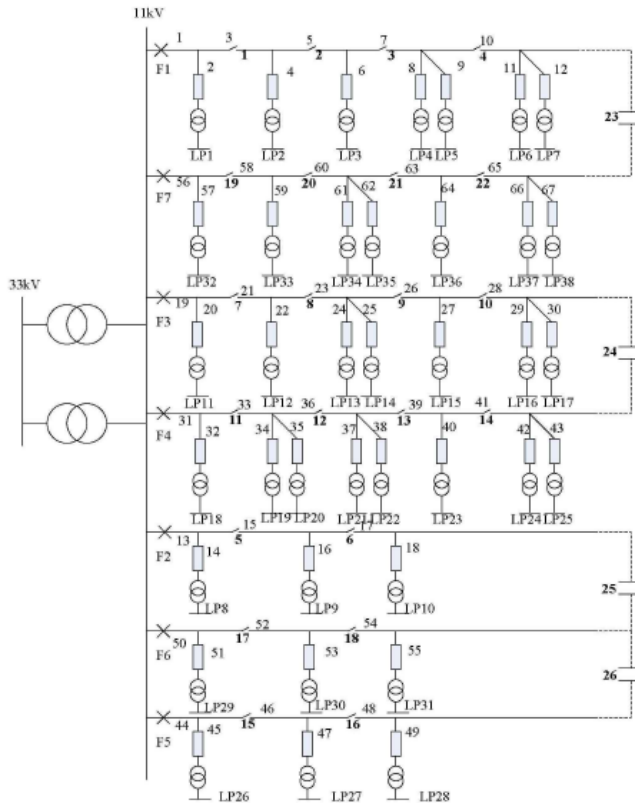 11kV
1 3 5 7 10
F1 2 1 4 2 6 3 8 9 4 11 12
23
LP1 LP2 LP3 LP4 LP5 LP6 LP7
56 58 60 63 65
F7 57 19 59 20 61 62 21 64 22 66 67
LP32 LP33 LP34 LP35 LP36 LP37 LP38
33kV
19 21 23 26 28
F3 20 7 22 8 24 25 9 27 10 29 30
24
LP11 LP12 LP13 LP14 LP15 LP16 LP17
31 33 36 39 41
F4 32 11 34 35 12 37 38 13 40 14 42 43
LP18 LP19 LP20 LP21 LP22 LP23 LP24 LP25
13 15 17
F2 14 5 16 6 18
25
LP8 LP9 LP10
50 52 54
F6 51 17 53 18 55
26
LP29 LP30 LP31
44 46 48
F5 45 15 47 16 49
LP26 LP27 LP28